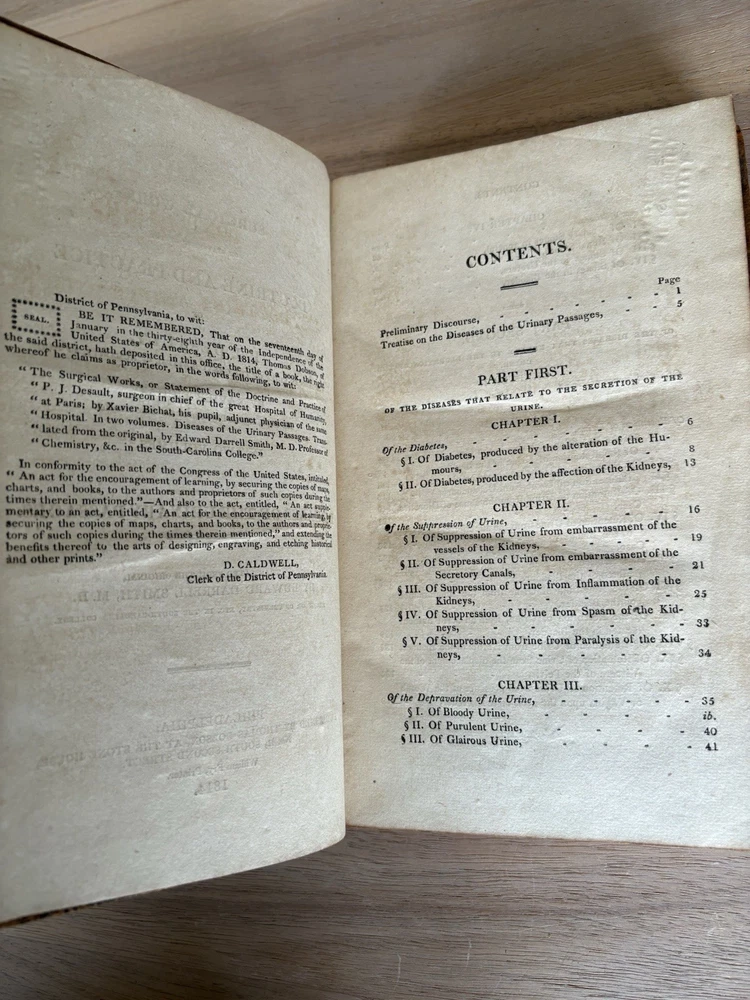 District of Pennsylvania, to wit:
SEAL.
BE IT REMEMBERED, That on the seventeenth day of
January in the thirty-eighth year of the Independence of the
United States of America, A. D. 1814, Thomas Dobson, of
the said district, hath deposited in this office, the title of a book, the right
whereof he claims as proprietor, in the words following, to wit:
“ The Surgical Works, or Statement of the Doctrine and Practice of
“ P. J. Desault, surgeon in chief of the great Hospital of Humanity,
“ at Paris; by Xavier Bichat, his pupil, adjunct physician of the same
“ Hospital. In two volumes. Diseases of the Urinary Passages. Trans-
“ lated from the original, by Edward Darrell Smith, M. D. Professor of
“ Chemistry, &c. in the South-Carolina College.”
In conformity to the act of the Congress of the United States, intituled,
“ An act for the encouragement of learning, by securing the copies of maps,
charts, and books, to the authors and proprietors of such copies during the
times therein mentioned.”—And also to the act, entitled, “ An act supple-
mentary to an act, entitled, “ An act for the encouragement of learning, by
securing the copies of maps, charts, and books, to the authors and proprie-
tors of such copies during the times therein mentioned,” and extending the
benefits thereof to the arts of designing, engraving, and etching historical
and other prints.”
D. CALDWELL,
Clerk of the District of Pennsylvania.
CONTENTS.
Page
Preliminary Discourse, - - - - - - 1
Treatise on the Diseases of the Urinary Passages, - - 5
PART FIRST.
OF THE DISEASES THAT RELATE TO THE SECRETION OF THE
URINE.
CHAPTER I.
Of the Diabetes, - - - - - - - 6
§ I. Of Diabetes, produced by the alteration of the Hu-
mours, - - - - - - - 8
§ II. Of Diabetes, produced by the affection of the Kidneys, 13
CHAPTER II.
Of the Suppression of Urine, - - - - - 16
§ I. Of Suppression of Urine from embarrassment of the
vessels of the Kidneys, - - - - 19
§ II. Of Suppression of Urine from embarrassment of the
Secretory Canals, - - - - - 21
§ III. Of Suppression of Urine from Inflammation of the
Kidneys, - - - - - - 25
§ IV. Of Suppression of Urine from Spasm of the Kid-
neys, - - - - - - 33
§ V. Of Suppression of Urine from Paralysis of the Kid-
neys, - - - - - - 34
CHAPTER III.
Of the Depravation of the Urine, - - - - 35
§ I. Of Bloody Urine, - - - - - ib.
§ II. Of Purulent Urine, - - - - 40
§ III. Of Glairous Urine, - - - - 41